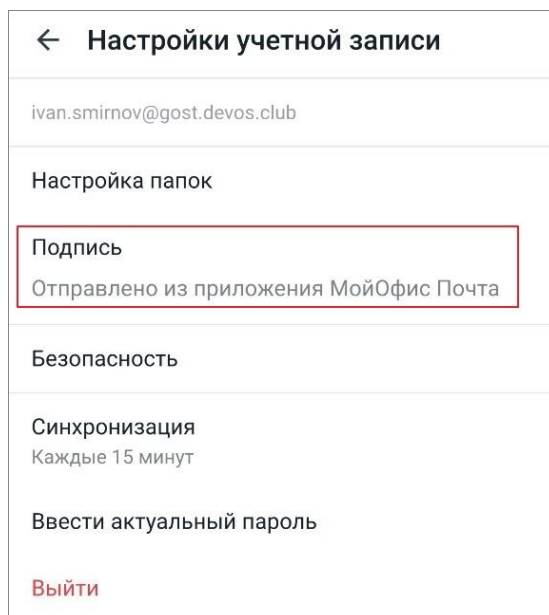 ← Настройки учетной записи
ivan.smirnov@gost.devos.club
Настройка папок
Подпись
Отправлено из приложения МойОфис Почта
Безопасность
Синхронизация
Каждые 15 минут
Ввести актуальный пароль
Выйти